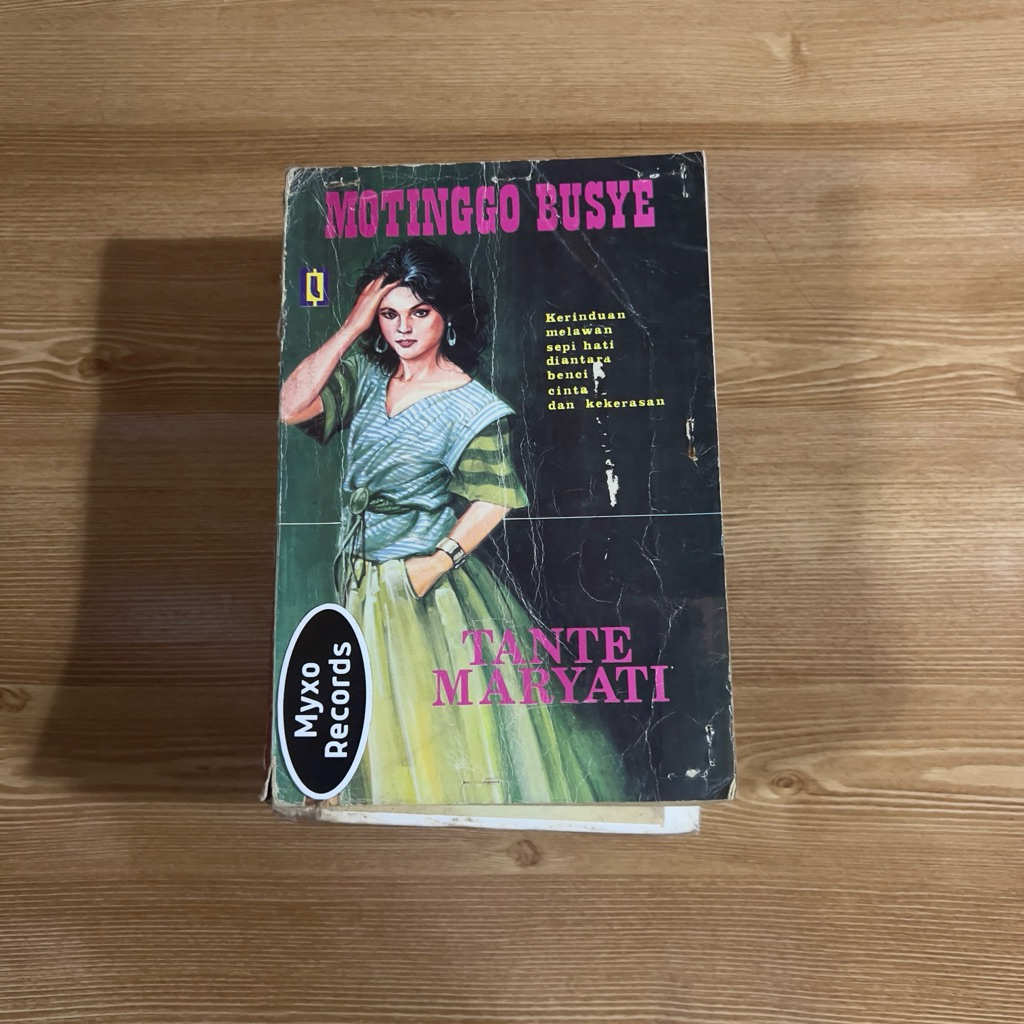 MOTINGGO BUSYE
Kerinduan
melawan
sepi hati
diantara
benci
cinta
dan kekerasan
TANTE
MARYATI
Myxo
Records